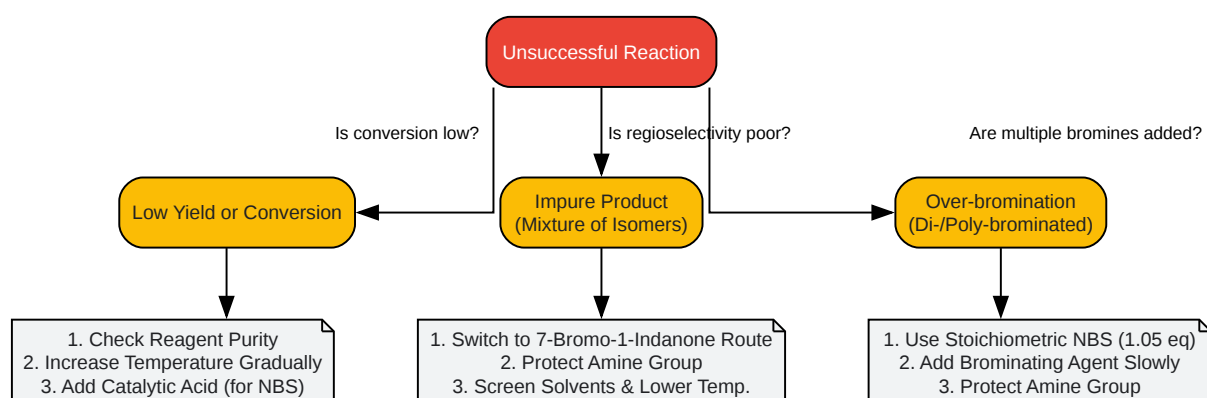 Unsuccessful Reaction
Is conversion low?
Is regioselectivity poor?
Are multiple bromines added?
Low Yield or Conversion
Impure Product
(Mixture of Isomers)
Over-bromination
(Di-/Poly-brominated)
1. Check Reagent Purity
2. Increase Temperature Gradually
3. Add Catalytic Acid (for NBS)
1. Switch to 7-Bromo-1-Indanone Route
2. Protect Amine Group
3. Screen Solvents & Lower Temp.
1. Use Stoichiometric NBS (1.05 eq)
2. Add Brominating Agent Slowly
3. Protect Amine Group